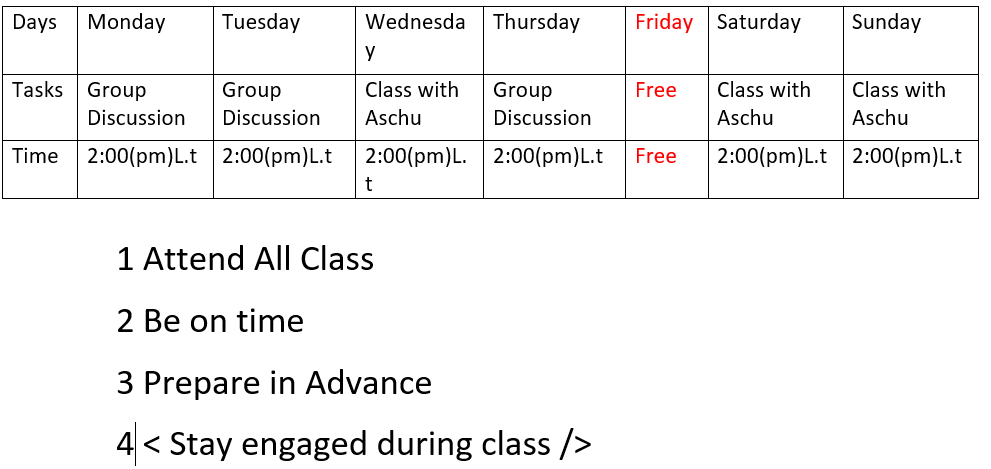 Days Monday Tuesday Wednesda Thursday Friday Saturday Sunday
y
Tasks Group Group Class with Group Free Class with Class with
Discussion Discussion Aschu Discussion Aschu Aschu
Time 2:00(pm)L.t 2:00(pm)L.t 2:00(pm)L. 2:00(pm)L.t Free 2:00(pm)L.t 2:00(pm)L.t
t
1 Attend All Class
2 Be on time
3 Prepare in Advance
4 < Stay engaged during class />